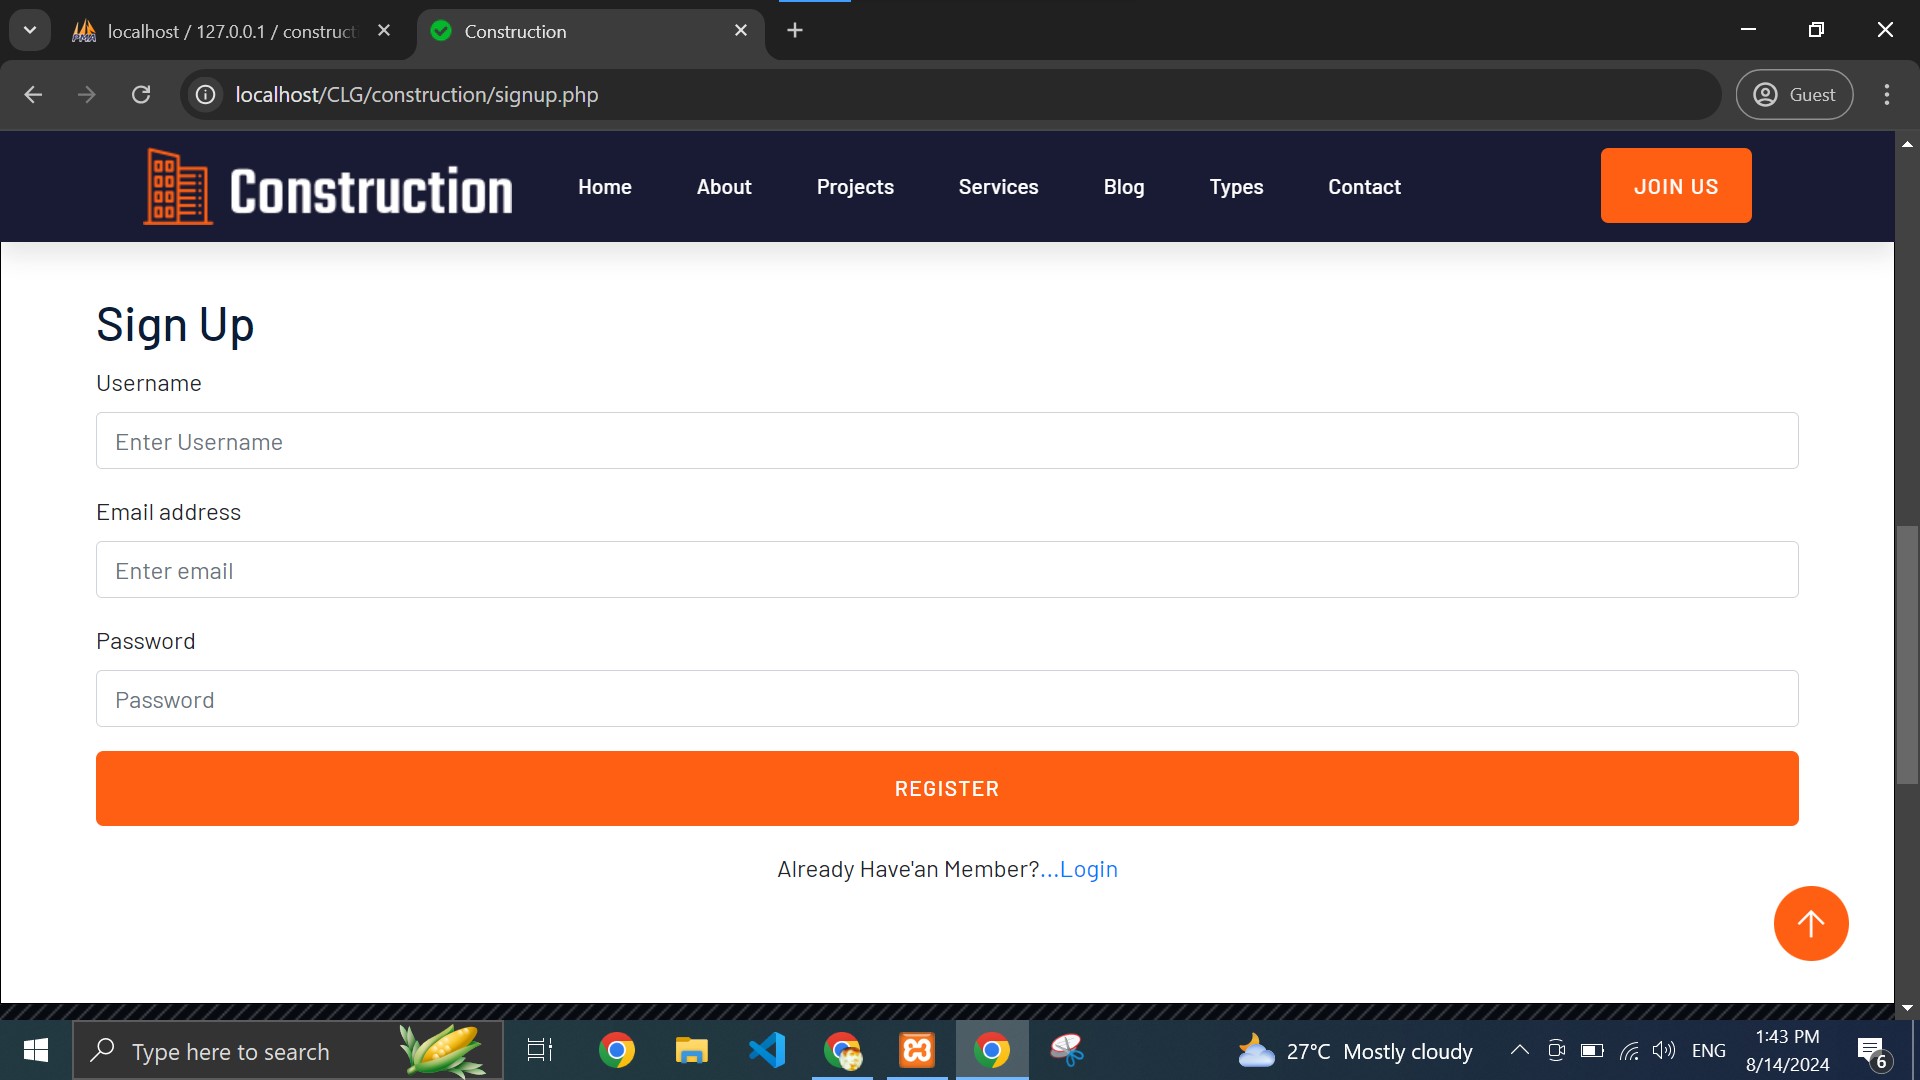 localhost / 127.0.0.1 / construct
Construction
localhost/CLG/construction/signup.php
Guest
Construction
Home
About
Projects
Services
Blog
Types
Contact
JOIN US
Sign Up
Username
Enter Username
Email address
Enter email
Password
Password
REGISTER
Already Have'an Member?...Login
Type here to search
27°C Mostly cloudy
ENG
1:43 PM
8/14/2024
6